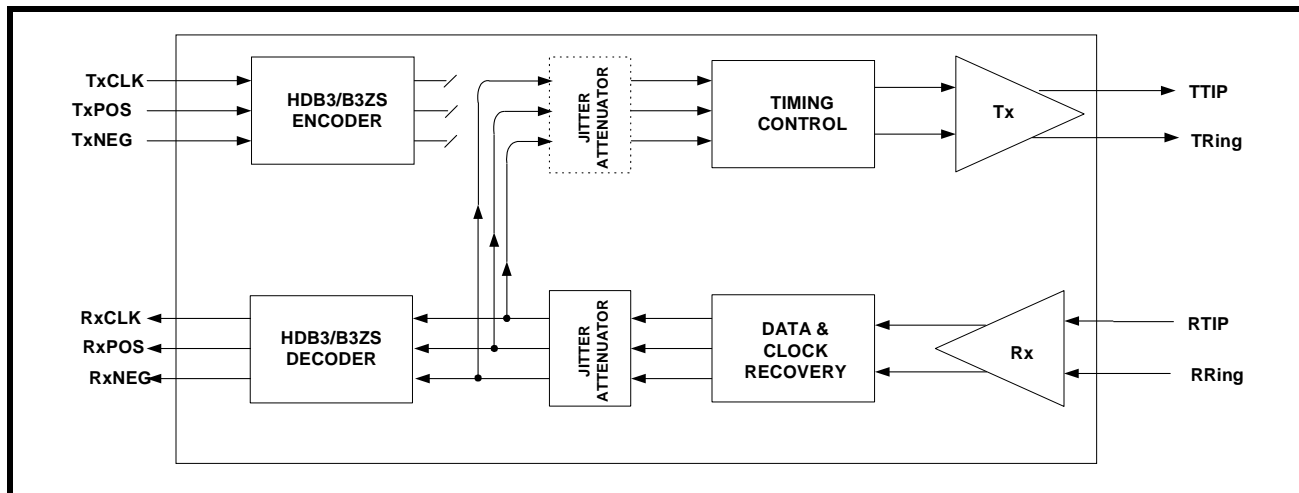 TxCLK
TxPOS
TxNEG
HDB3/B3ZS
ENCODER
JITTER
ATTENUATOR
TIMING
CONTROL
Tx
TTIP
TRing
RxCLK
RxPOS
RxNEG
HDB3/B3ZS
DECODER
JITTER
ATTENUATOR
DATA &
CLOCK
RECOVERY
Rx
RTIP
RRing